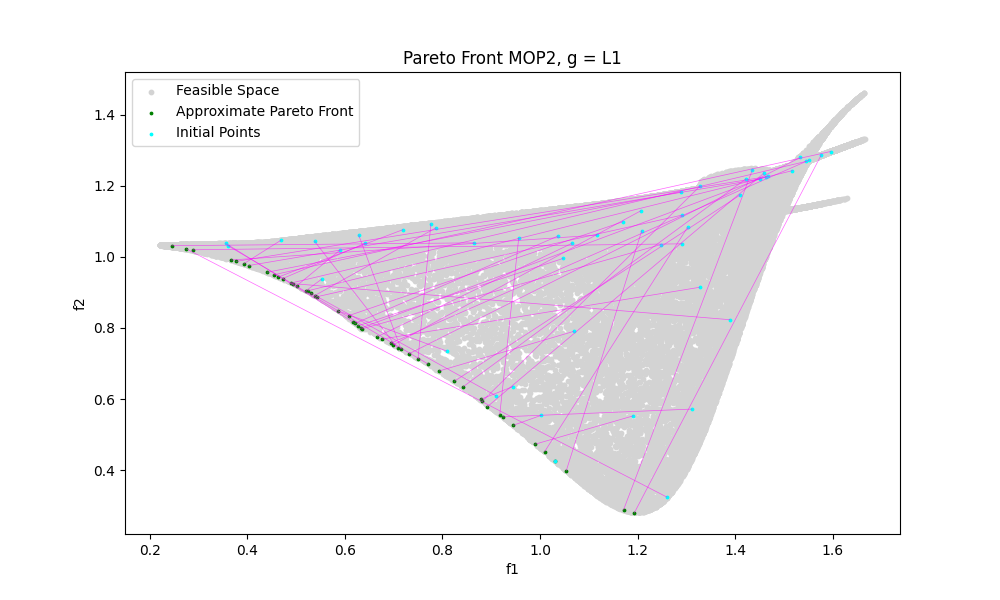 Pareto Front MOP2, g = L1
Feasible Space
Approximate Pareto Front
Initial Points
1.4
1.2
1.0
0.8
0.6
0.4
f2
0.2 0.4 0.6 0.8 1.0 1.2 1.4 1.6
f1